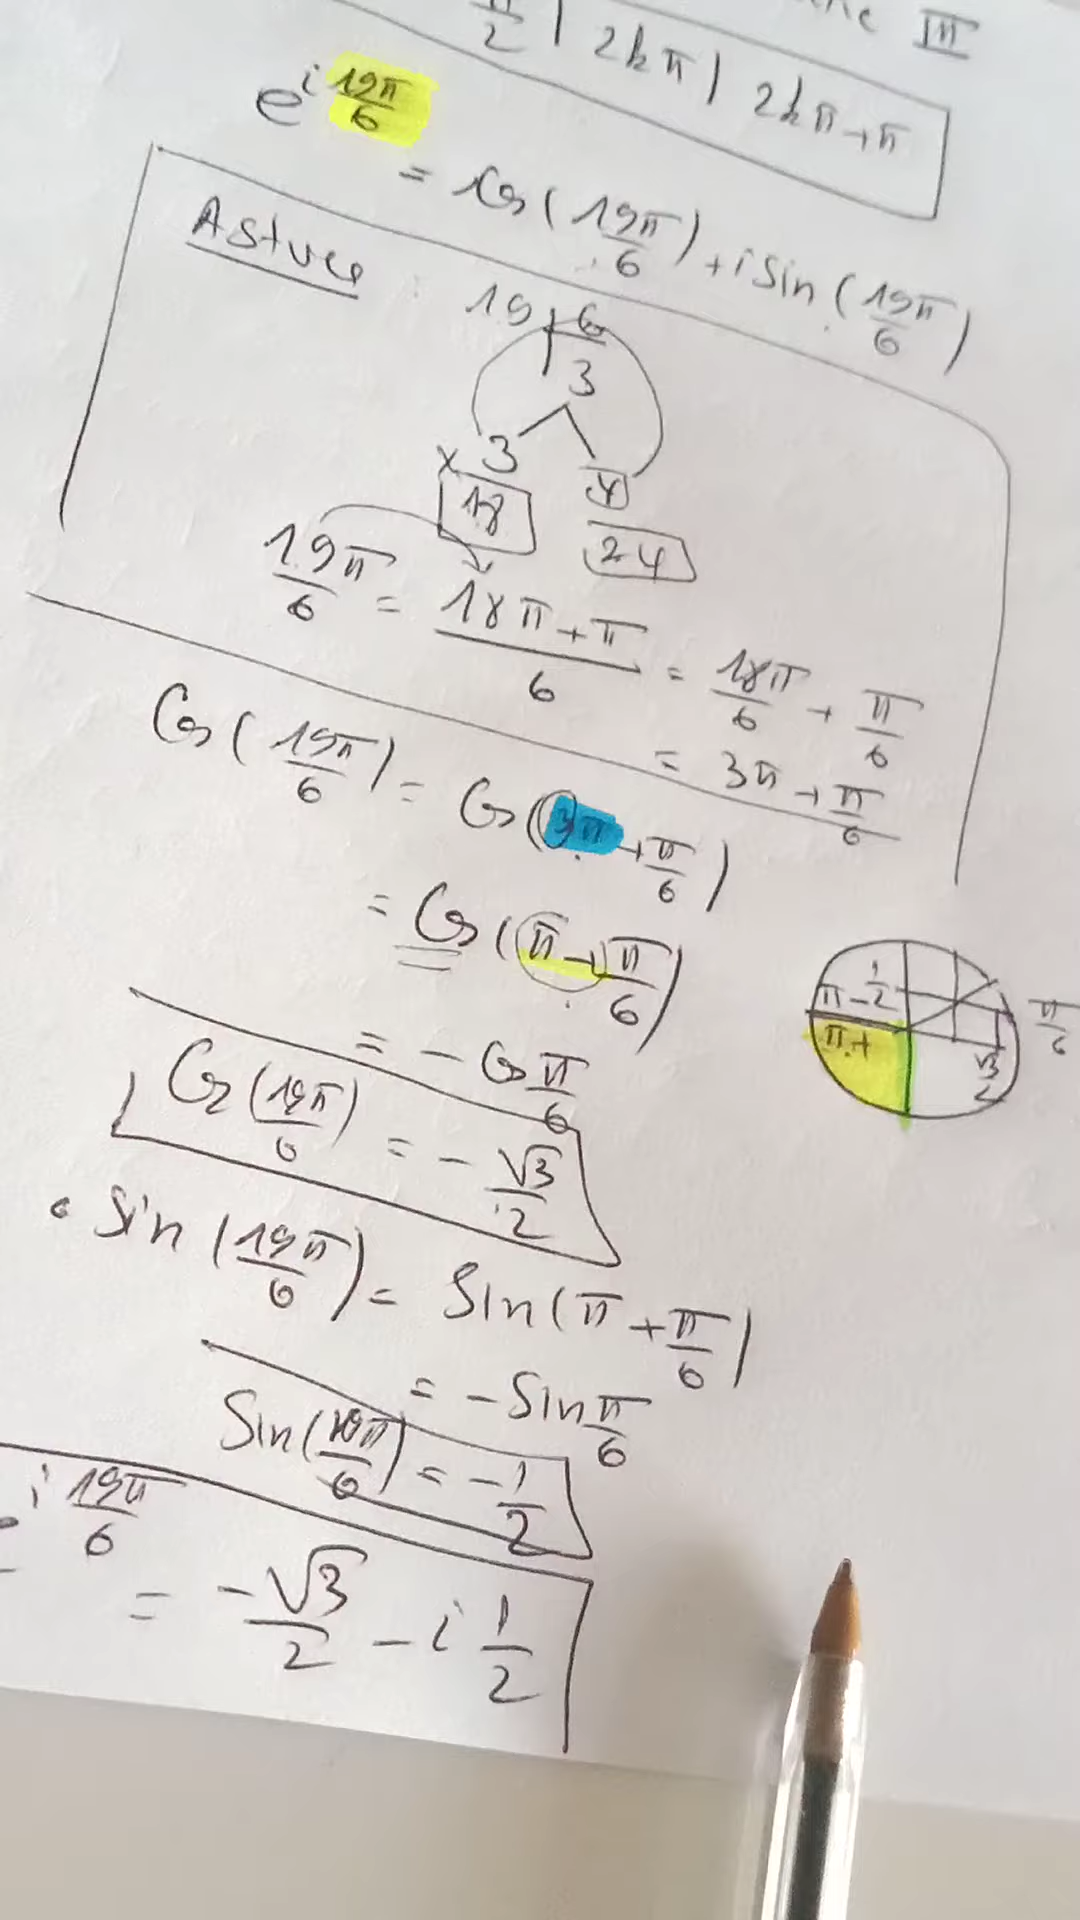 III
π/2 | 2kπ | 2kπ+π
e^{i 19π/6}
= Cos(19π/6) + i Sin(19π/6)
Astuce :
19 | 6
3
x 3 4
18 24
19π/6 = (18π+π)/6 = 18π/6 + π/6
= 3π+π/6
Cos(19π/6) = Cos(3π+π/6)
= Cos(π+π/6)
= -Cos π/6
Cos(19π/6) = -√3/2
• Sin(19π/6) = Sin(π+π/6)
= -Sin π/6
Sin(19π/6) = -1/2
e^{i 19π/6} = -√3/2 - i 1/2
π- 1/2 π/6
π+ √3/2